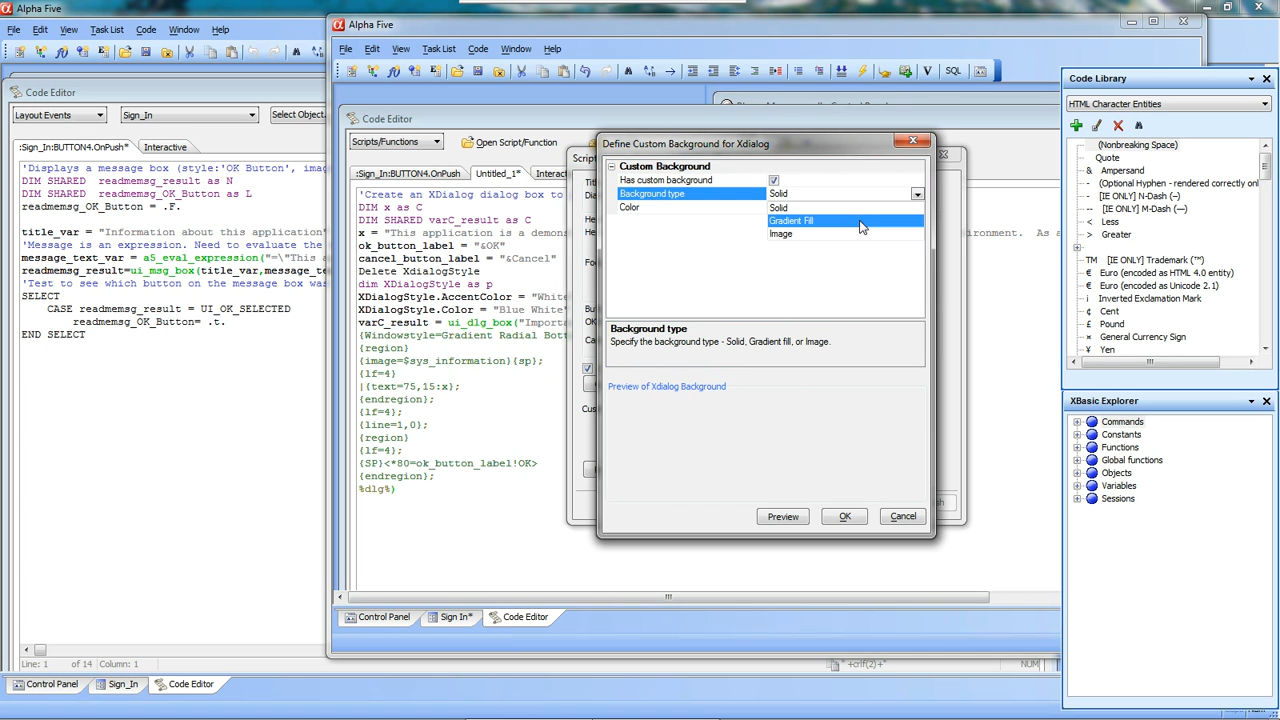 Alpha Five
File Edit View Task List Code Window Help
Code Editor
Layout Events Sign_In Select Object.
:Sign_In:BUTTON4.OnPush* Interactive
'Displays a message box (style:'OK Button', imag
DIM SHARED readmemsg_result as N
DIM SHARED readmemsg_OK_Button as L
readmemsg_OK_Button = .F.
title_var = "Information about this application"
'Message is an expression. Need to evaluate the
message_text_var = a5_eval_expression("=\"This a
readmemsg_result=ui_msg_box(title_var,message
'Test to see which button on the message box was
SELECT
CASE readmemsg_result = UI_OK_SELECTED
readmemsg_OK_Button= .t.
END SELECT
Line: 1 of 14 Column: 1
Control Panel Sign_In Code Editor
Alpha Five
File Edit View Task List Code Window Help
V SQL
Code Editor
Scripts/Functions Open Script/Function
:Sign_In:BUTTON4.OnPush Untitled_1* Interac
'Create an XDialog dialog box to
DIM x as C
DIM SHARED varC_result as C
x = "This application is a demons
ok_button_label = "&OK"
cancel_button_label = "&Cancel"
Delete XdialogStyle
dim XDialogStyle as p
XDialogStyle.AccentColor = "White
XDialogStyle.Color = "Blue White"
varC_result = ui_dlg_box("Importa
{Windowstyle=Gradient Radial Bott
{region}
{image=$sys_information}{sp};
{lf=4}
|{text=75,15:x};
{endregion};
{lf=4};
{line=1,0};
{region}
{lf=4};
{SP}<*80=ok_button_label!OK>
{endregion};
%dlg%)
Control Panel Sign In* Code Editor
"+crif(2)+" NUM
Define Custom Background for Xdialog
Custom Background
Has custom background
Background type Solid
Color Solid
Gradient Fill
Image
Background type
Specify the background type - Solid, Gradient fill, or Image.
Preview of Xdialog Background
Preview OK Cancel
Code Library
HTML Character Entities
(Nonbreaking Space)
" Quote
& Ampersand
- (Optional Hyphen - rendered correctly onl
– [IE ONLY] N-Dash (–)
— [IE ONLY] M-Dash (—)
< Less
> Greater
TM [IE ONLY] Trademark (™)
€ Euro (encoded as HTML 4.0 entity)
€ Euro (encoded as Unicode 2.1)
¡ Inverted Exclamation Mark
¢ Cent
£ Pound
¤ General Currency Sign
¥ Yen
XBasic Explorer
Commands
Constants
Functions
Global functions
Objects
Variables
Sessions